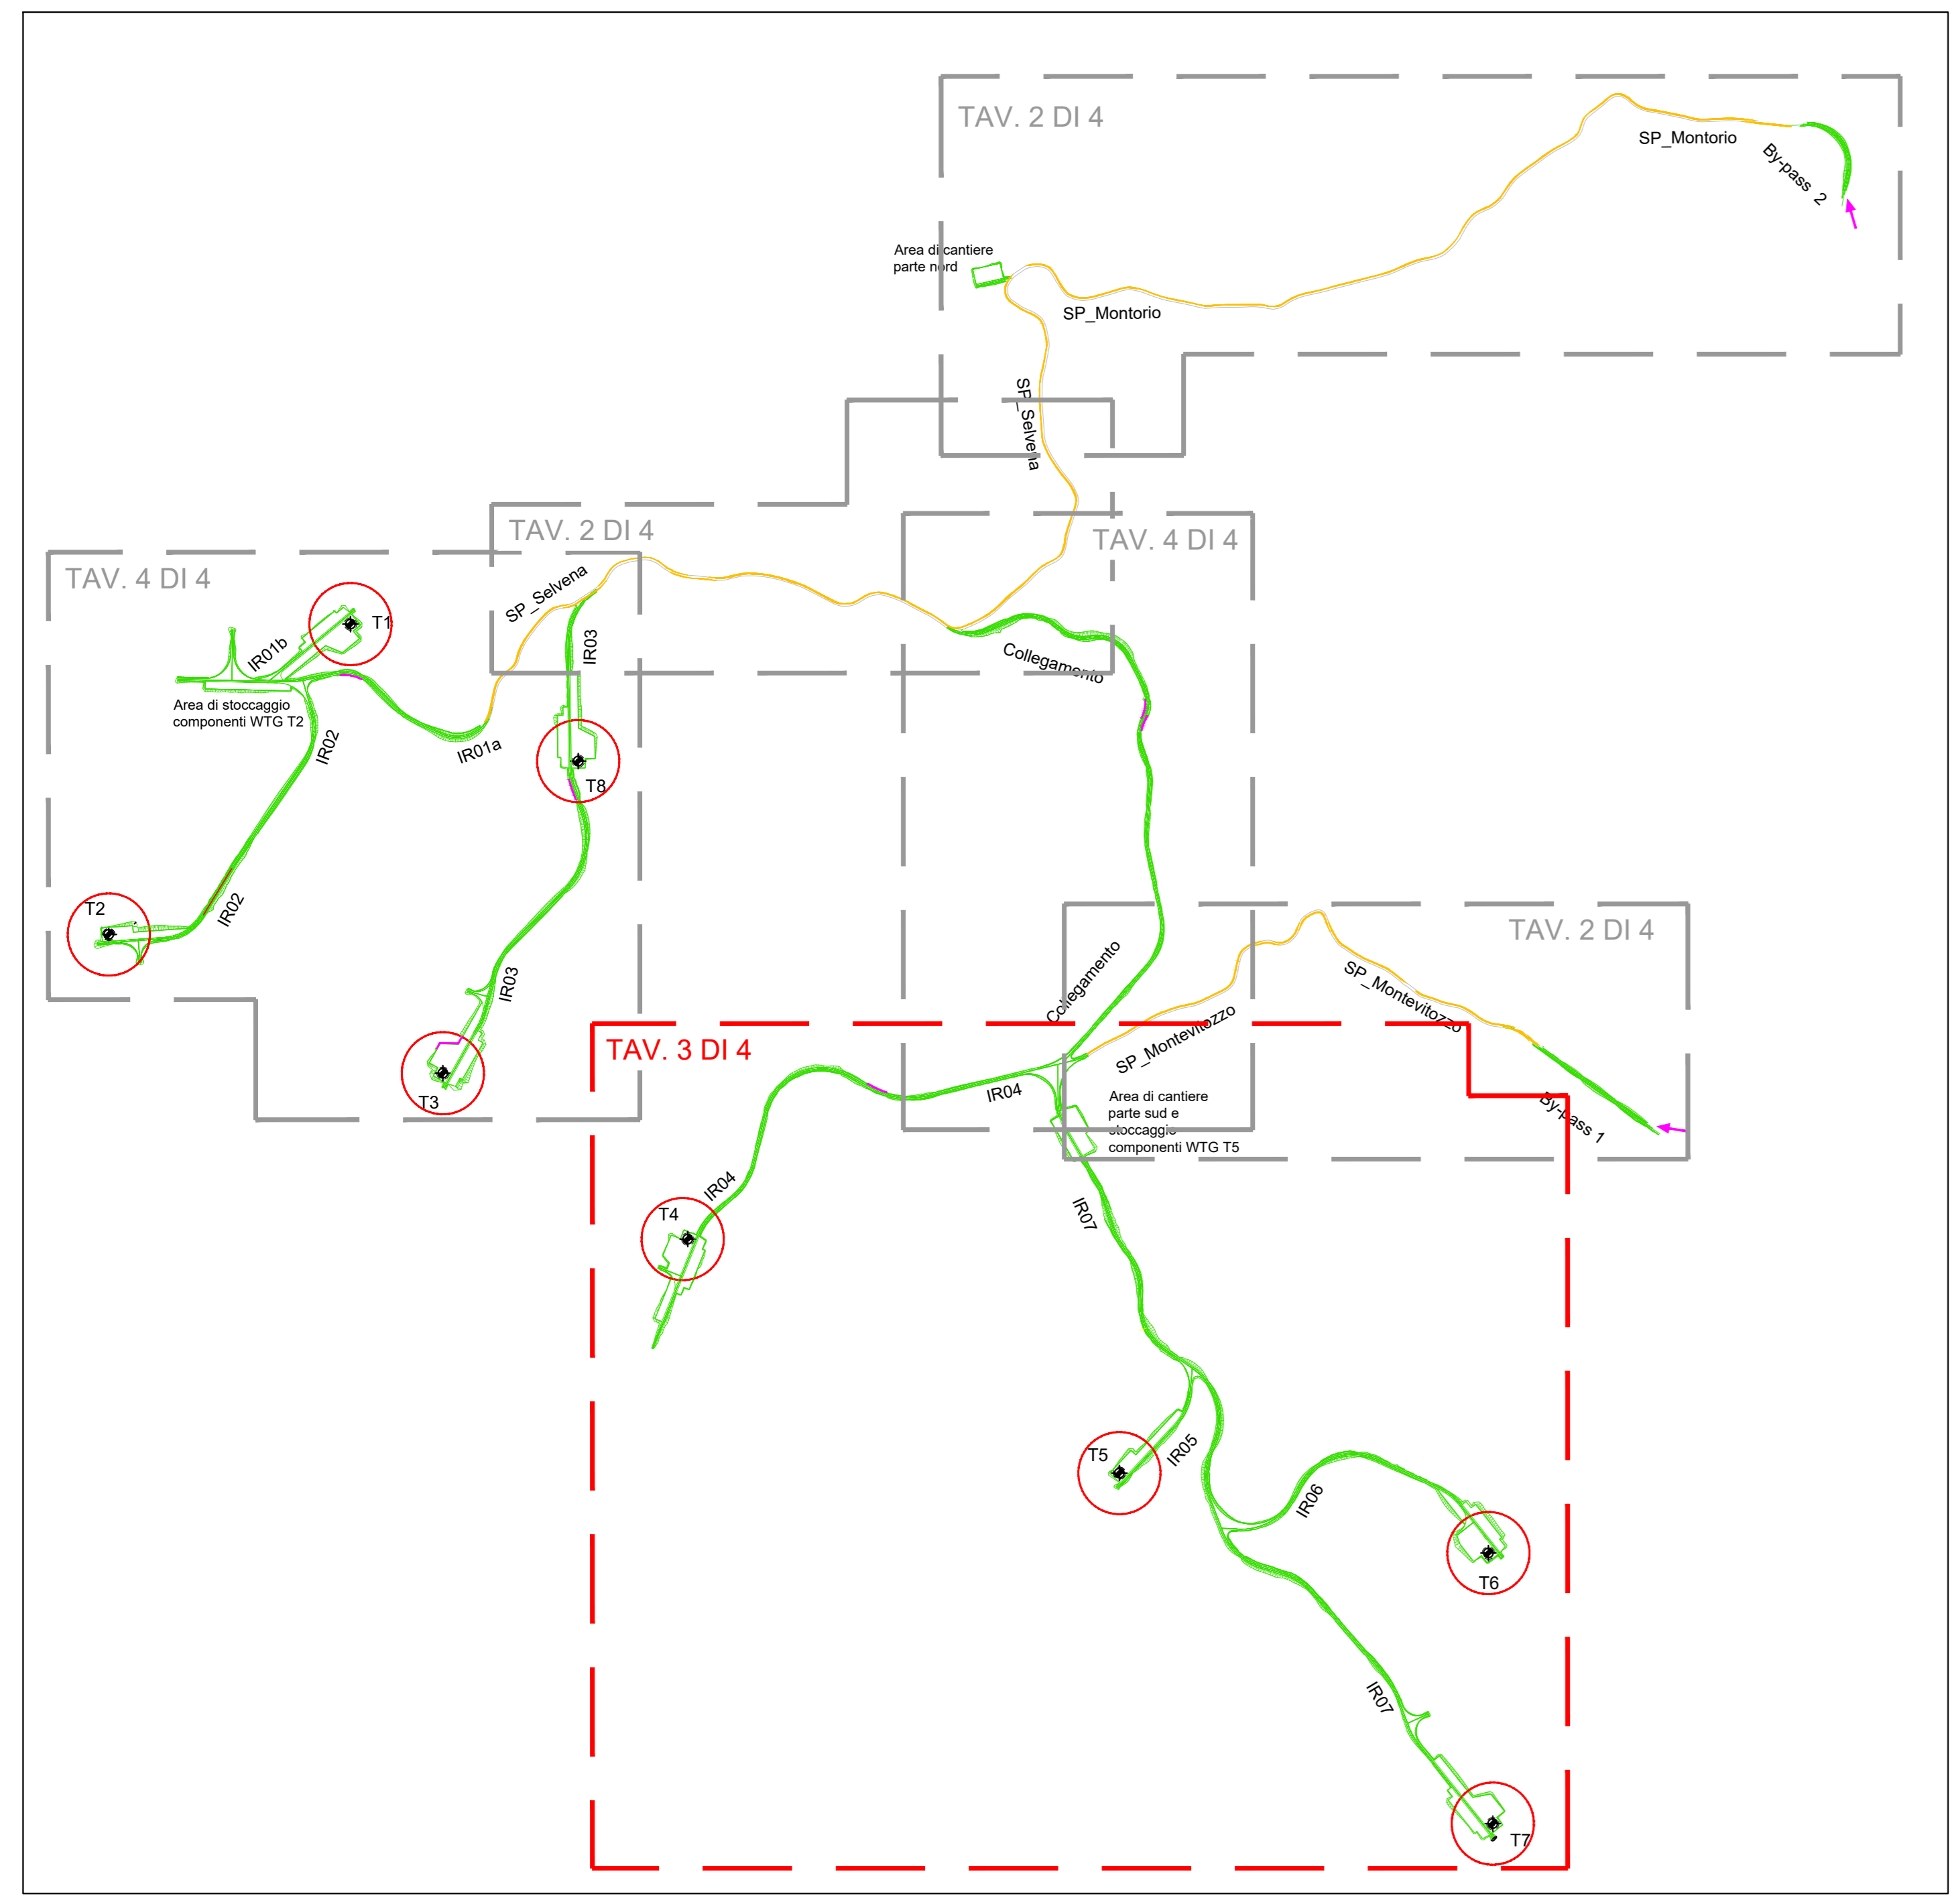 TAV. 2 DI 4
SP_Montorio
By-pass 2
Area di cantiere
parte nord
SP_Montorio
SP_Selvena
TAV. 2 DI 4
TAV. 4 DI 4
TAV. 4 DI 4
SP_Selvena
T1
IR01b
IR03
Collegamento
Area di stoccaggio
componenti WTG T2
IR02
IR01a
T8
T2
IR02
TAV. 2 DI 4
IR03
Collegamento
SP_Montevitozzo
SP_Montevitozzo
TAV. 3 DI 4
T3
IR04
Area di cantiere
parte sud e
stoccaggio
componenti WTG T5
By-pass 1
IR04
T4
IR07
T5
IR05
IR06
T6
IR07
T7